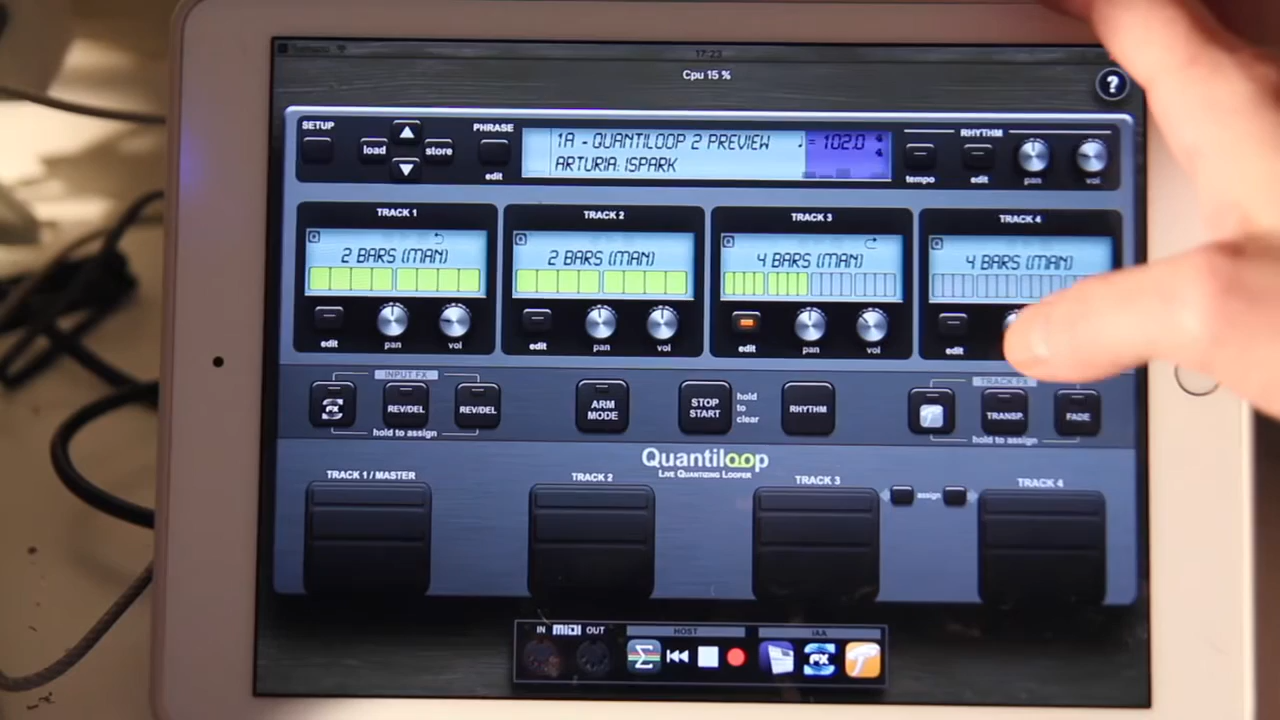 17:23
Cpu 15 %
?
SETUP
load
store
PHRASE
edit
1A - QUANTILOOP 2 PREVIEW
ARTURIA: ISPARK
♩= 102.0 4 4
RHYTHM
tempo
edit
pan
vol
TRACK 1
Q
2 BARS (MAN)
edit
pan
vol
TRACK 2
Q
2 BARS (MAN)
edit
pan
vol
TRACK 3
Q
4 BARS (MAN)
edit
pan
vol
TRACK 4
Q
4 BARS (MAN)
edit
INPUT FX
FX
REV/DEL
REV/DEL
hold to assign
ARM
MODE
STOP
START
hold
to
clear
RHYTHM
TRACK FX
TRANSP.
FADE
hold to assign
Quantiloop
LIVE QUANTIZING LOOPER
TRACK 1 / MASTER
TRACK 2
TRACK 3
assign
TRACK 4
IN MIDI OUT
HOST
IAA
Σ
FX